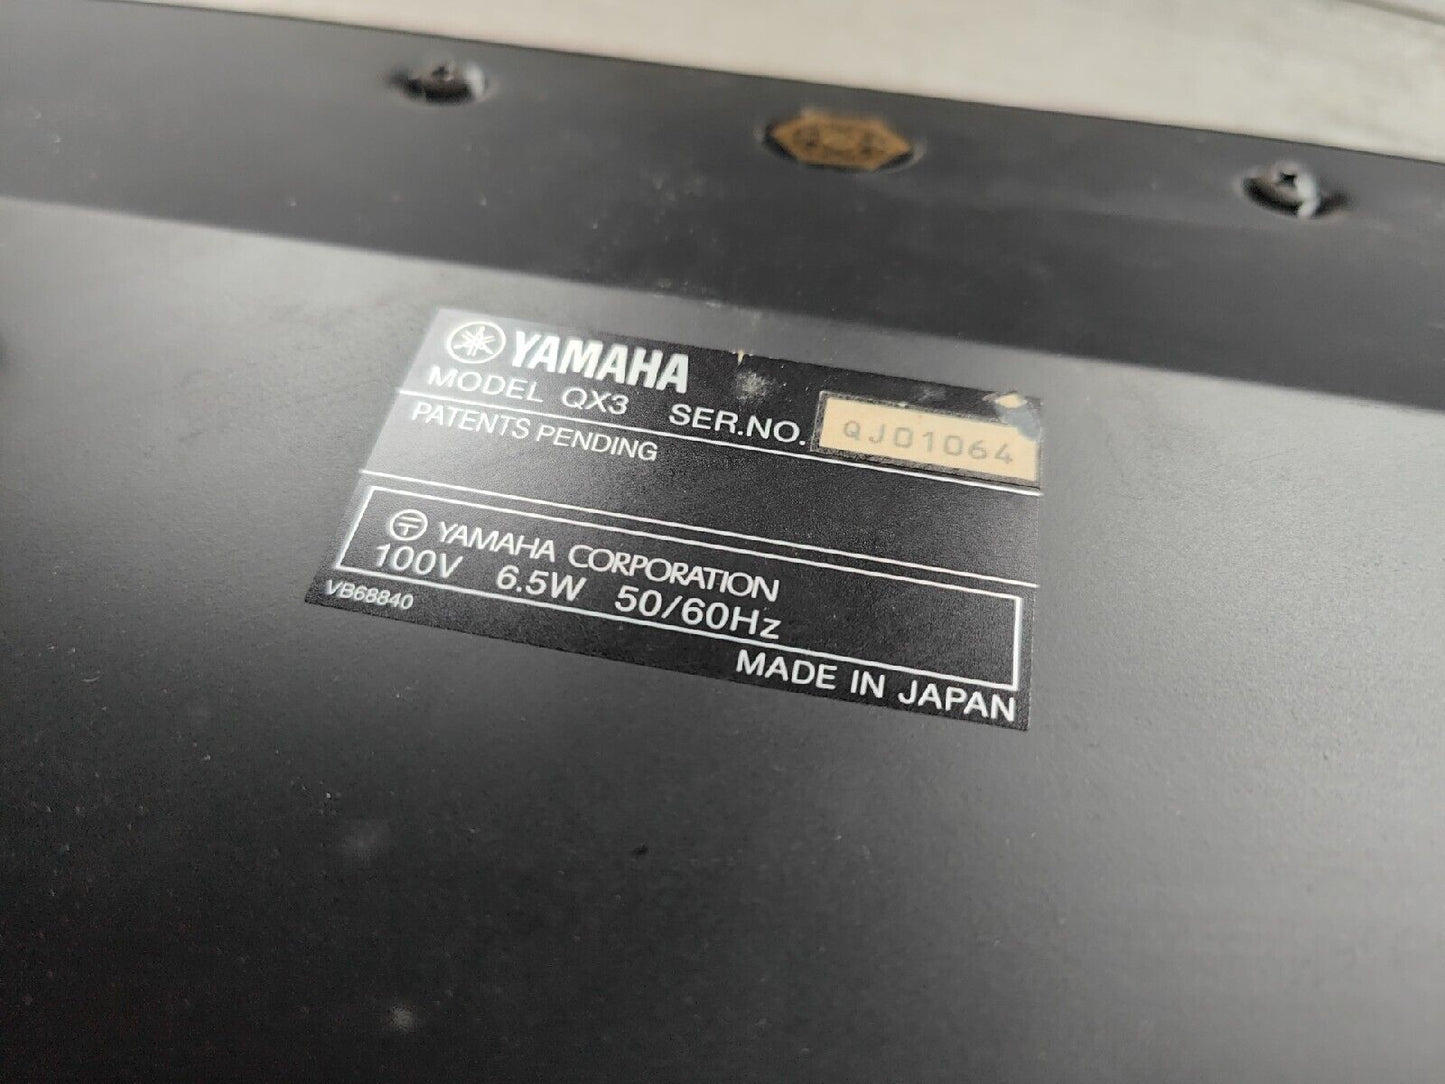 YAMAHA
MODEL QX3 SER.NO. QJ01064
PATENTS PENDING
YAMAHA CORPORATION
100V 6.5W 50/60Hz
VB68840
MADE IN JAPAN